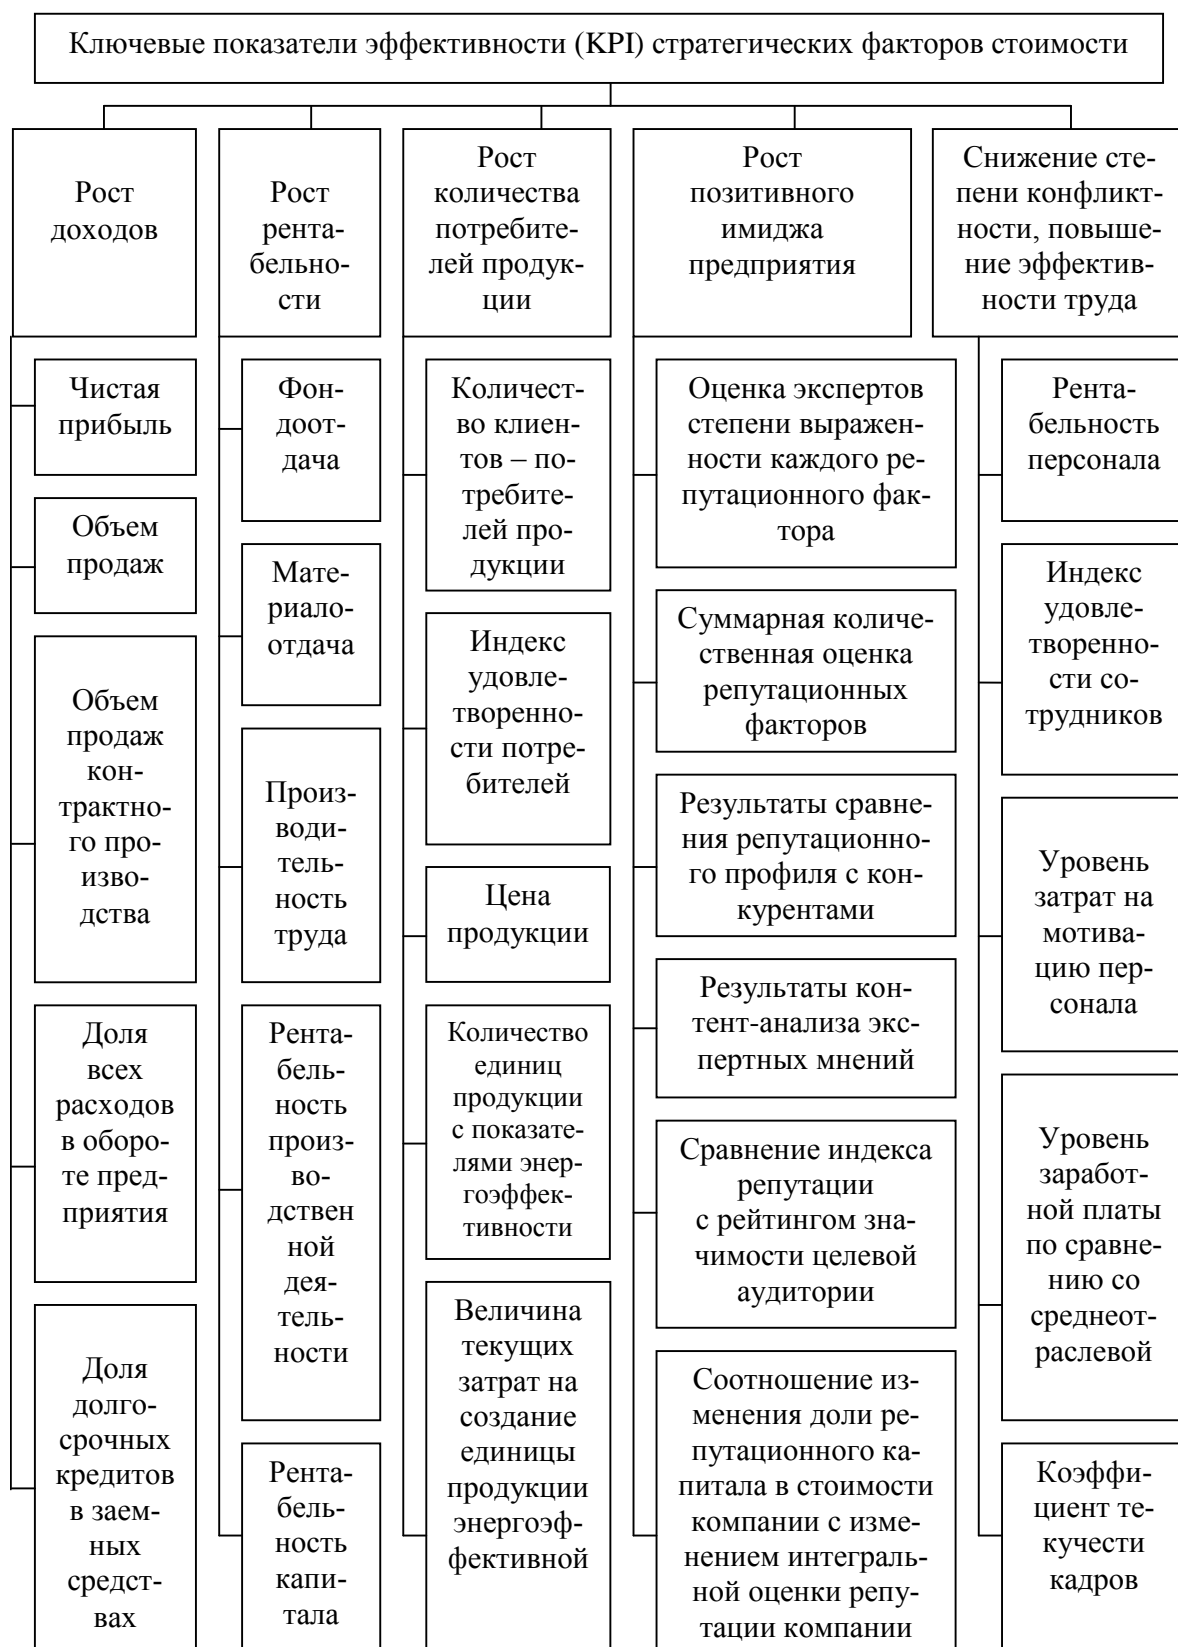 Ключевые показатели эффективности (KPI) стратегических факторов стоимости
Рост
доходов
Чистая
прибыль
Объем
продаж
Объем
продаж
кон-
трактно-
го про-
изво-
дства
Доля
всех
расходов
в оборо-
те пред-
приятия
Доля
долго-
срочных
кредитов
в заем-
ных
средст-
вах
Рост
рента-
бельно-
сти
Фон-
доот-
дача
Мате-
риало-
отдача
Произ-
води-
тель-
ность
труда
Рента-
бель-
ность
произ-
во-
дствен
ной
дея-
тель-
ности
Рента-
бель-
ность
капи-
тала
Рост
количества
потребите-
лей продук-
ции
Количест-
во клиен-
тов – по-
требите-
лей про-
дукции
Индекс
удовле-
творенно-
сти потре-
бителей
Цена
продукции
Количество
единиц
продукции
с показате-
лями энер-
гоэффек-
тивности
Величина
текущих
затрат на
создание
единицы
продукции
энергоэф-
фективной
Рост
позитивного
имиджа
предприятия
Оценка экспертов
степени выражен-
ности каждого ре-
путационного фак-
тора
Суммарная количе-
ственная оценка
репутационных
факторов
Результаты сравне-
ния репутационно-
го профиля с кон-
курентами
Результаты кон-
тент-анализа экс-
пертных мнений
Сравнение индекса
репутации
с рейтингом зна-
чимости целевой
аудитории
Соотношение из-
менения доли ре-
путационного ка-
питала в стоимости
компании с изме-
нением интеграль-
ной оценки репу-
тации компании
Снижение сте-
пени конфликт-
ности, повыше-
ние эффектив-
ности труда
Рента-
бельность
персонала
Индекс
удовле-
творенно-
сти со-
трудников
Уровень
затрат на
мотива-
цию пер-
сонала
Уровень
заработ-
ной платы
по сравне-
нию со
среднеот-
раслевой
Коэффи-
циент те-
кучести
кадров